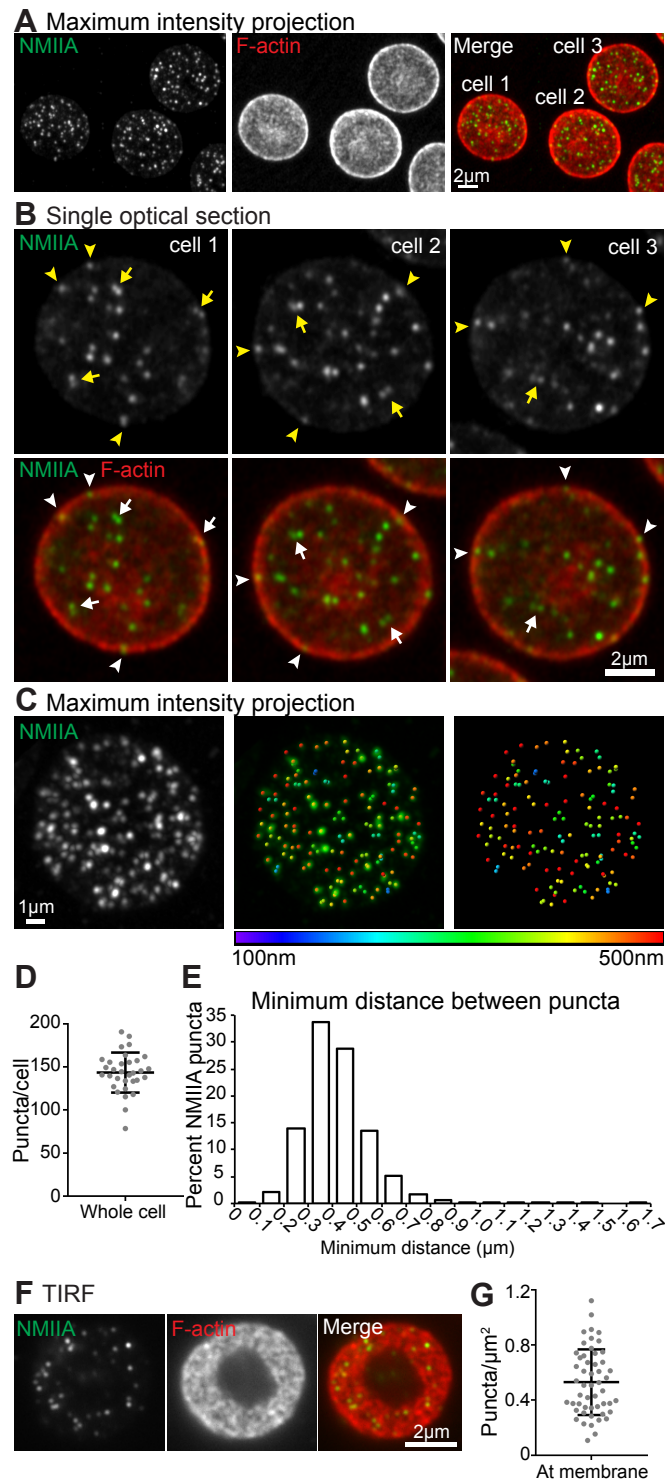 A Maximum intensity projection
NMIIA F-actin Merge cell 3
cell 1
cell 2
2µm
B Single optical section
NMIIA cell 1 cell 2 cell 3
NMIIA F-actin
2µm
C Maximum intensity projection
NMIIA
1µm
100nm 500nm
D
200
150
100
50
0
Puncta/cell
Whole cell
E
Minimum distance between puncta
35
30
25
20
15
10
5
0
Percent NMIIA puncta
0 0.1 0.2 0.3 0.4 0.5 0.6 0.7 0.8 0.9 1.0 1.1 1.2 1.3 1.4 1.5 1.6 1.7
Minimum distance (µm)
F TIRF
NMIIA F-actin Merge
2µm
G
1.2
0.8
0.4
0
Puncta/µm²
At membrane